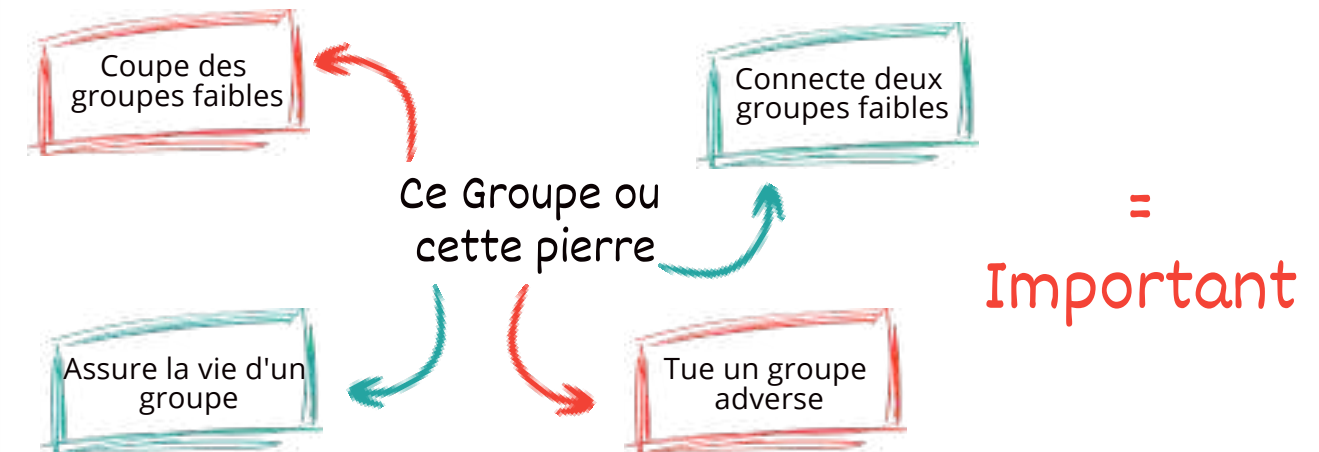 Coupe des
groupes faibles
Connecte deux
groupes faibles
Ce Groupe ou
cette pierre
=
Important
Assure la vie d'un
groupe
Tue un groupe
adverse